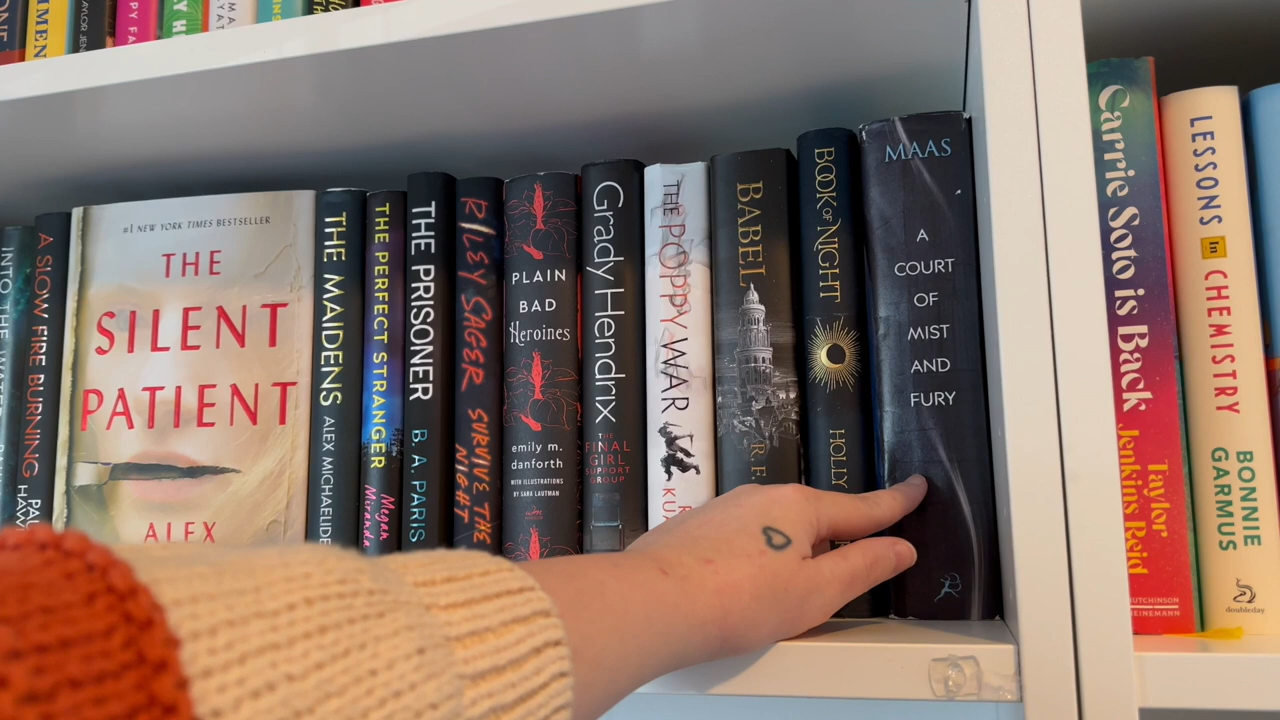 INTO THE WATER
A SLOW FIRE BURNING
#1 NEW YORK TIMES BESTSELLER
THE
SILENT
PATIENT
ALEX
THE MAIDENS
ALEX MICHAELIDE
THE PERFECT STRANGER
Megan
Miranda
THE PRISONER
B. A. PARIS
RILEY SAGER
SURVIVE THE
NIGHT
PLAIN
BAD
Heroines
emily m.
danforth
WITH ILLUSTRATIONS
BY SARA LAUTMAN
Grady Hendrix
THE
FINAL
GIRL
SUPPORT
GROUP
THE POPPY WAR
BABEL
R.F.
BOOK OF NIGHT
HOLLY
MAAS
A
COURT
OF
MIST
AND
FURY
Carrie Soto is Back
Taylor
Jenkins Reid
HUTCHINSON
HEINEMANN
LESSONS In CHEMISTRY
BONNIE
GARMUS
doubleday